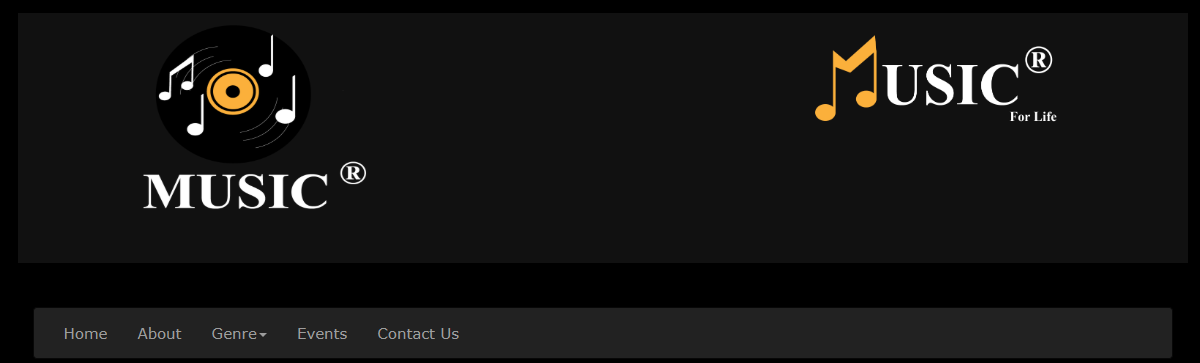 MUSIC ®
MUSIC ®
For Life
Home About Genre Events Contact Us